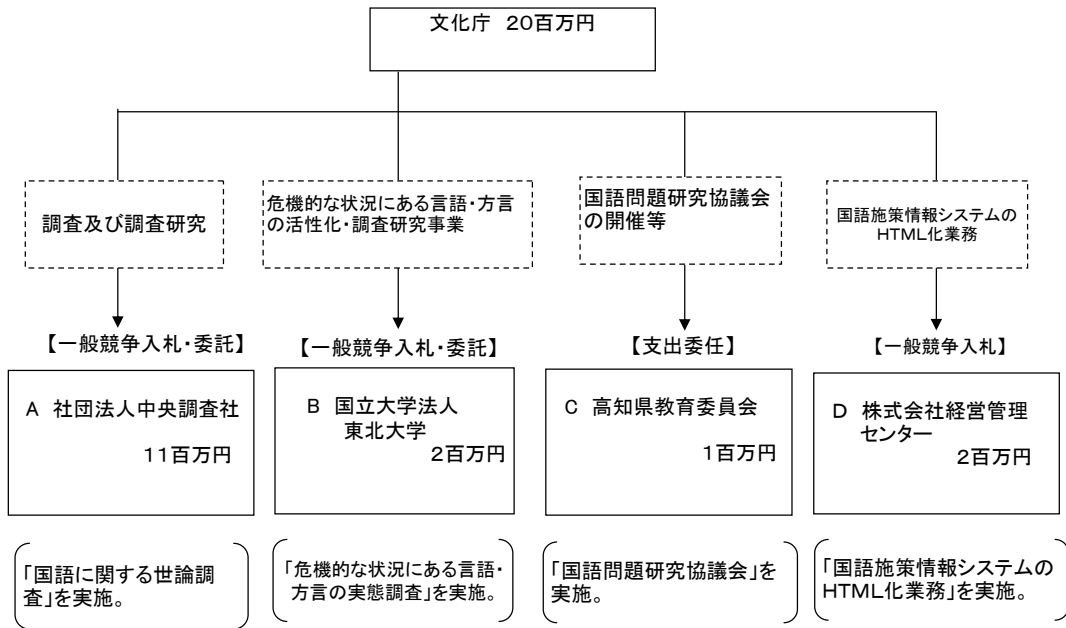 文化庁 20百万円
調査及び調査研究
危機的な状況にある言語・方言
の活性化・調査研究事業
国語問題研究協議会
の開催等
国語施策情報システムの
HTML化業務
【一般競争入札・委託】
【一般競争入札・委託】
【支出委任】
【一般競争入札】
A 社団法人中央調査社
11百万円
B 国立大学法人
東北大学
2百万円
C 高知県教育委員会
1百万円
D 株式会社経営管理
センター
2百万円
「国語に関する世論調
査」を実施。
「危機的な状況にある言語・
方言の実態調査」を実施。
「国語問題研究協議会」を
実施。
「国語施策情報システムの
HTML化業務」を実施。